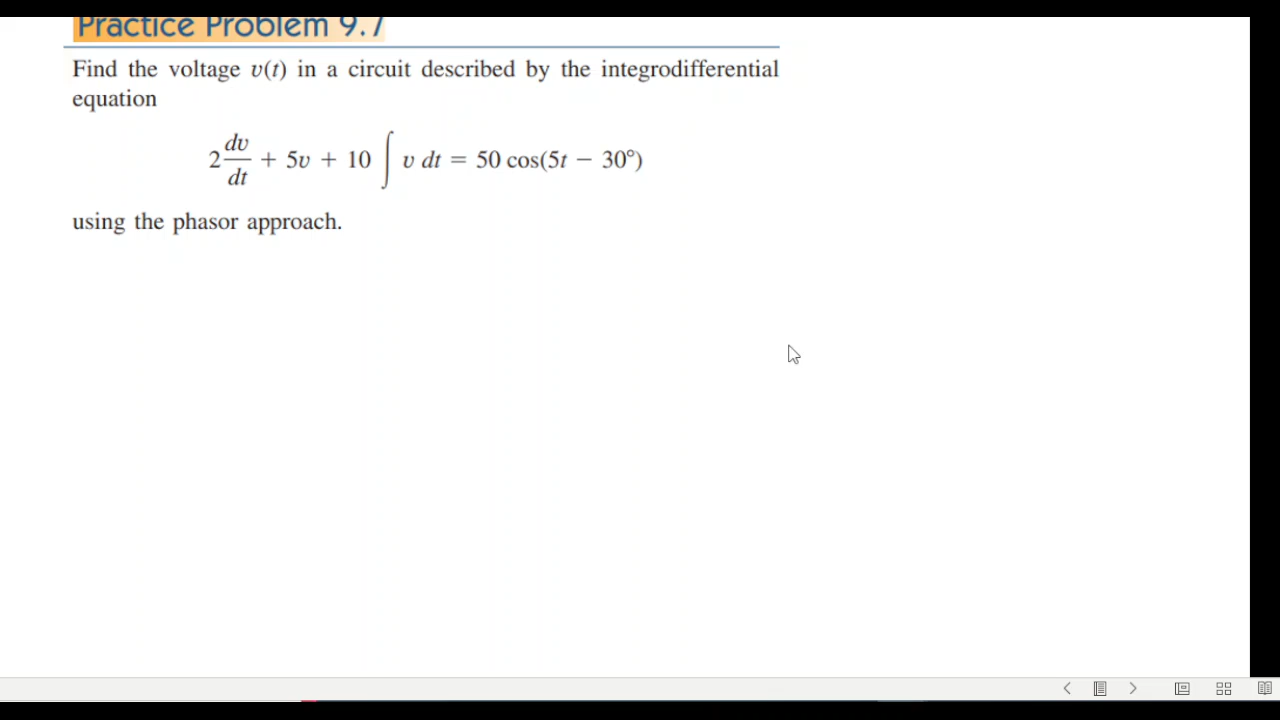 Practice Problem 9.7
Find the voltage v(t) in a circuit described by the integrodifferential
equation
2 dv/dt + 5v + 10 ∫ v dt = 50 cos(5t − 30°)
using the phasor approach.